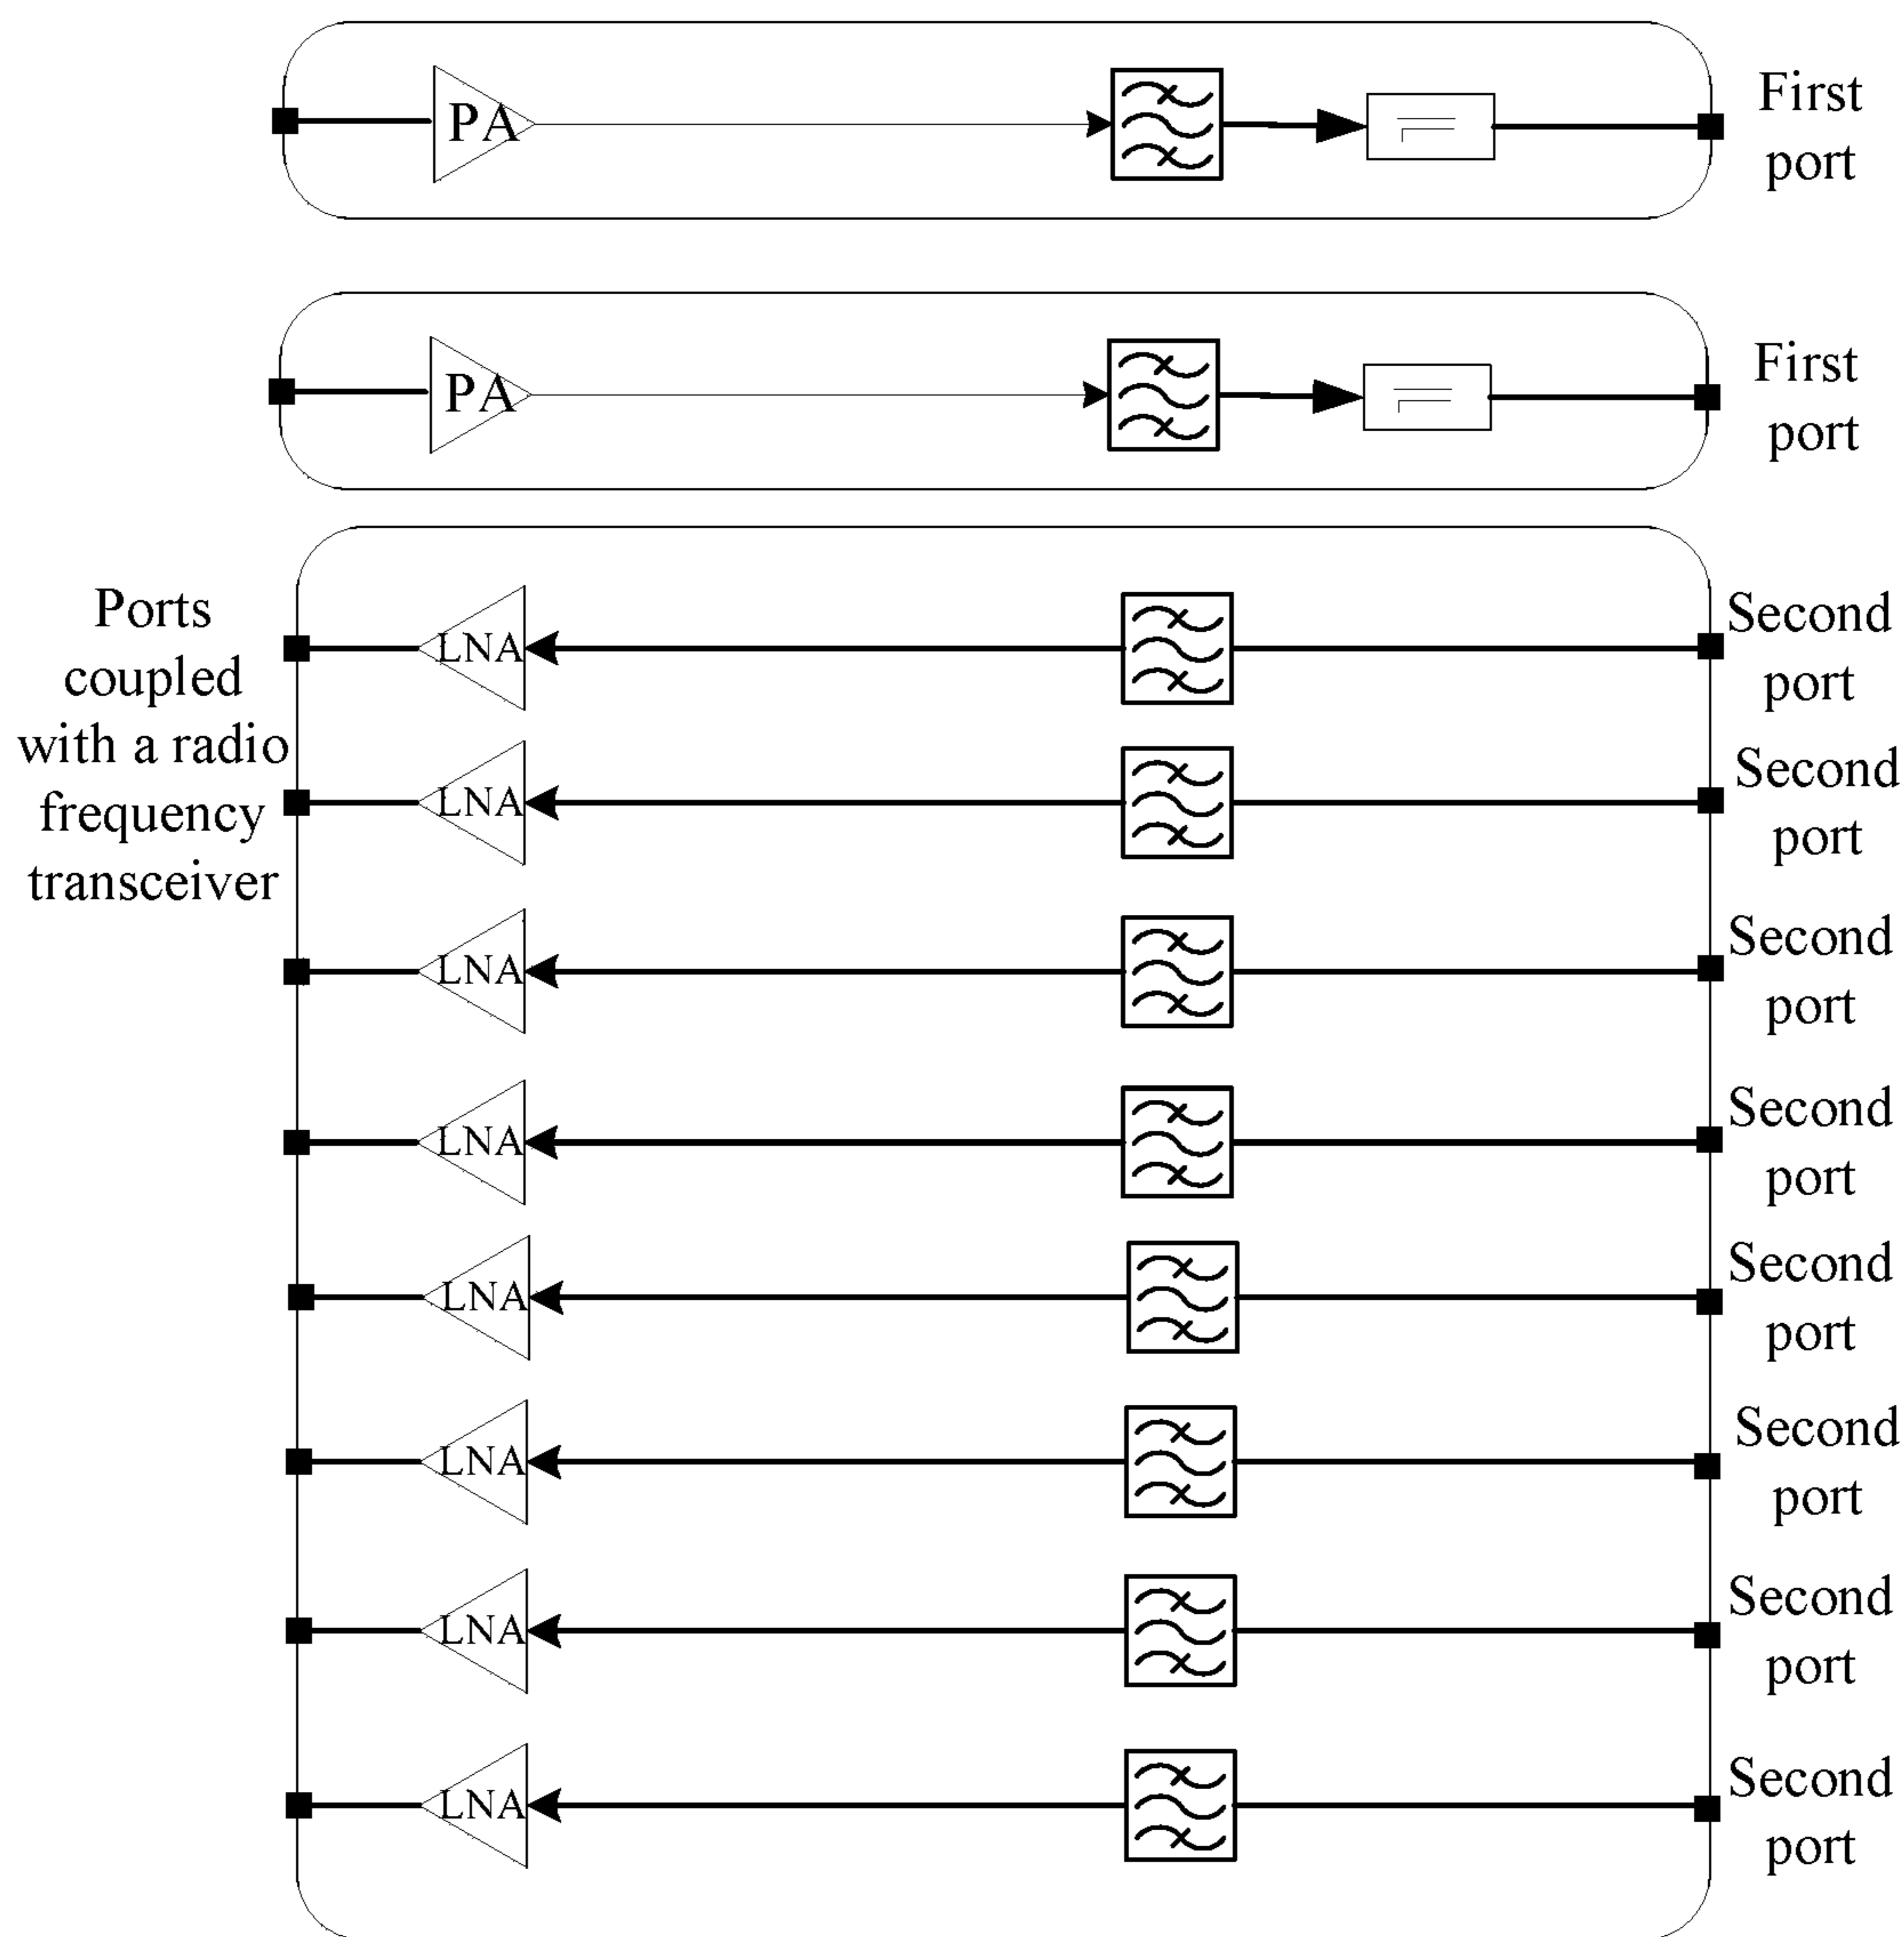 PA
First
port
PA
First
port
Ports
coupled
with a radio
frequency
transceiver
LNA
Second
port
LNA
Second
port
LNA
Second
port
LNA
Second
port
LNA
Second
port
LNA
Second
port
LNA
Second
port
LNA
Second
port